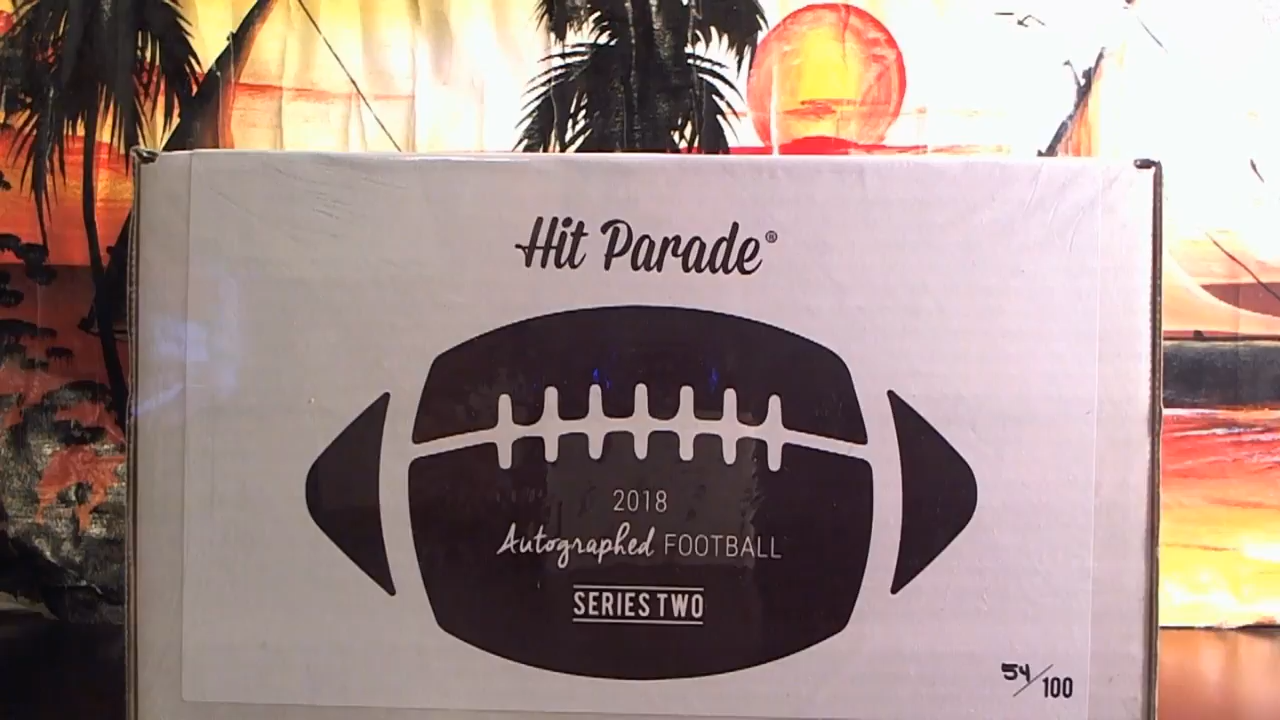 Hit Parade®
2018
Autographed FOOTBALL
SERIES TWO
54/100